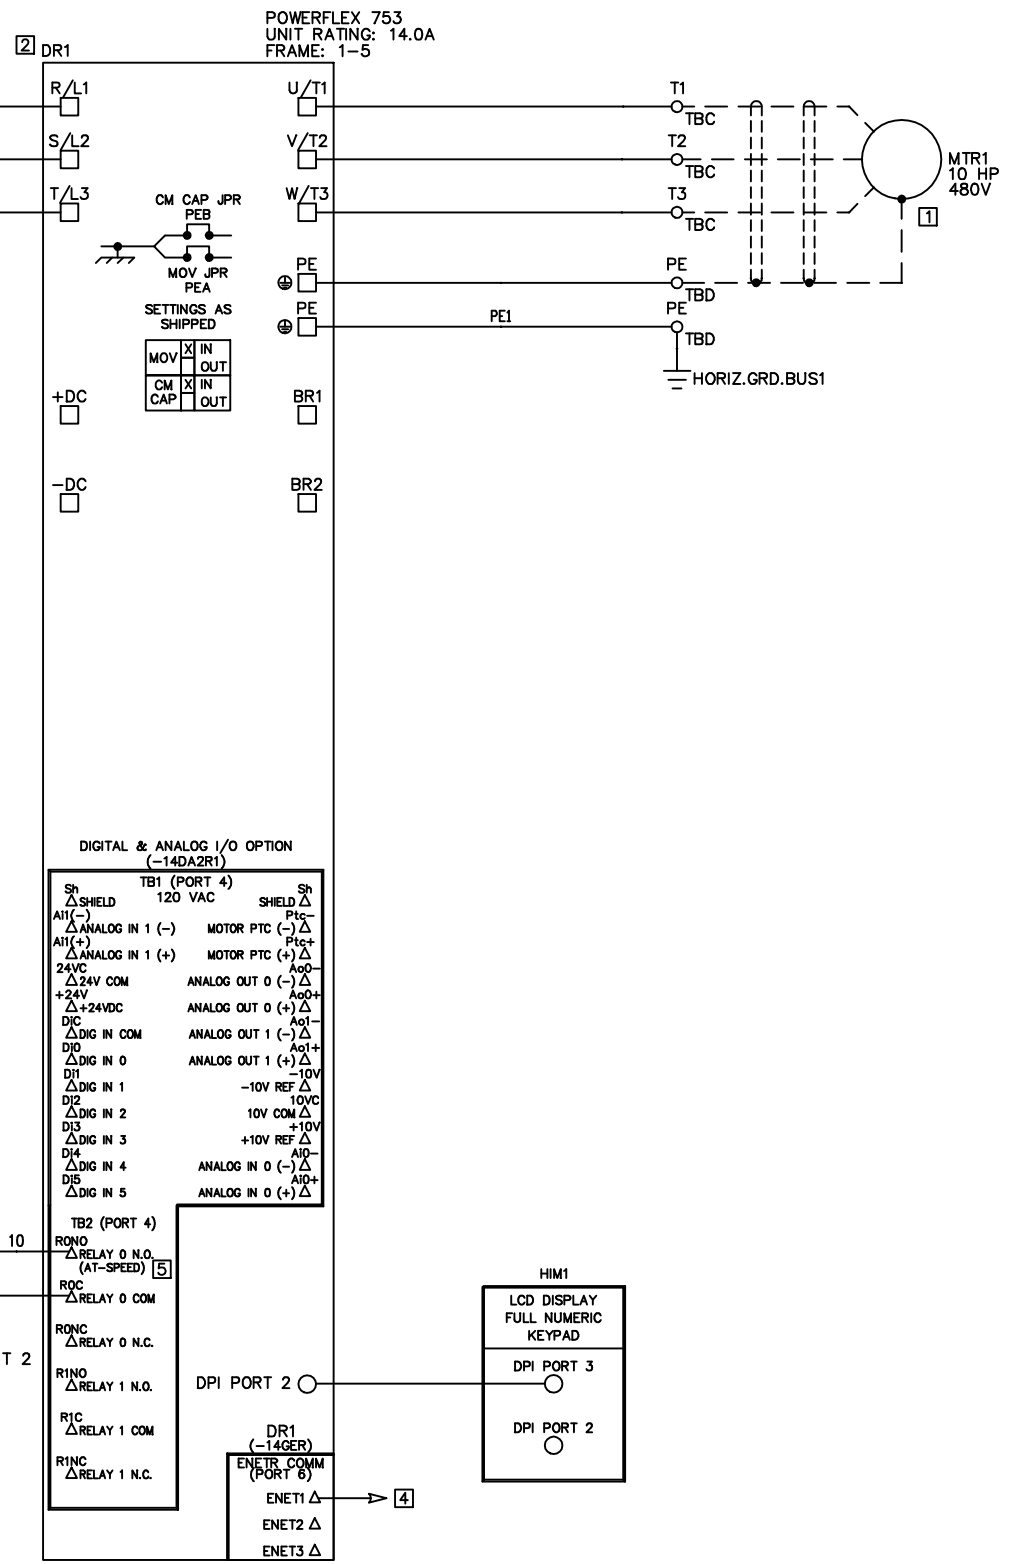 POWERFLEX 753
UNIT RATING: 14.0A
FRAME: 1-5
2 DR1
R/L1
U/T1
T1
TBC
S/L2
V/T2
T2
TBC
MTR1
10 HP
480V
1
T/L3
W/T3
T3
TBC
CM CAP JPR
PEB
MOV JPR
PEA
PE
PE
TBD
PE
PE1
PE
TBD
HORIZ.GRD.BUS1
SETTINGS AS
SHIPPED
MOV X IN
OUT
CM CAP X IN
OUT
+DC
BR1
-DC
BR2
DIGITAL & ANALOG I/O OPTION
(-14DA2R1)
TB1 (PORT 4)
120 VAC
Sh
SHIELD
Sh
SHIELD
Ai1(-)
ANALOG IN 1 (-)
Ptc-
MOTOR PTC (-)
Ai1(+)
ANALOG IN 1 (+)
Ptc+
MOTOR PTC (+)
24VC
24V COM
Ao0-
ANALOG OUT 0 (-)
+24V
+24VDC
Ao0+
ANALOG OUT 0 (+)
DiC
DIG IN COM
Ao1-
ANALOG OUT 1 (-)
Di0
DIG IN 0
Ao1+
ANALOG OUT 1 (+)
Di1
DIG IN 1
-10V
-10V REF
Di2
DIG IN 2
10VC
10V COM
Di3
DIG IN 3
+10V
+10V REF
Di4
DIG IN 4
Ai0-
ANALOG IN 0 (-)
Di5
DIG IN 5
Ai0+
ANALOG IN 0 (+)
TB2 (PORT 4)
10
R0NO
RELAY 0 N.O.
(AT-SPEED) 5
R0C
RELAY 0 COM
R0NC
RELAY 0 N.C.
T 2
R1NO
RELAY 1 N.O.
R1C
RELAY 1 COM
R1NC
RELAY 1 N.C.
HIM1
LCD DISPLAY
FULL NUMERIC
KEYPAD
DPI PORT 3
DPI PORT 2
DPI PORT 2
DR1
(-14GER)
ENETR COMM
(PORT 6)
ENET1
4
ENET2
ENET3